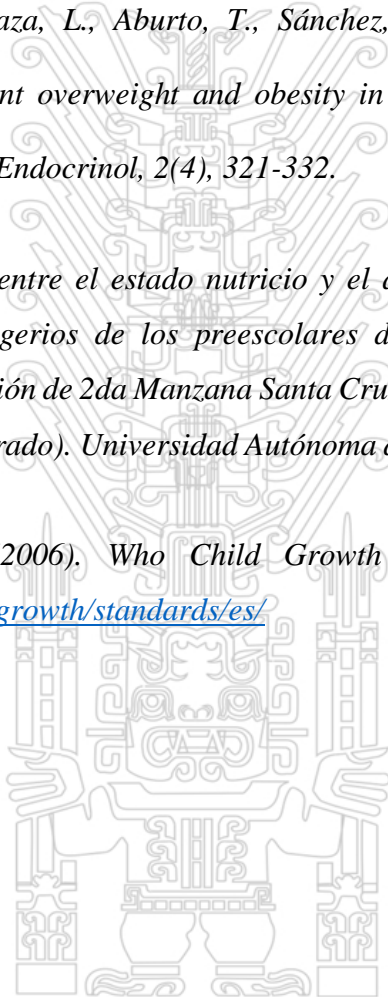 aza, L., Aburto, T., Sánchez,
nt overweight and obesity in
Endocrinol, 2(4), 321-332.
entre el estado nutricio y el
gerios de los preescolares d
ión de 2da Manzana Santa Cru
rado). Universidad Autónoma
2006). Who Child Growth
growth/standards/es/